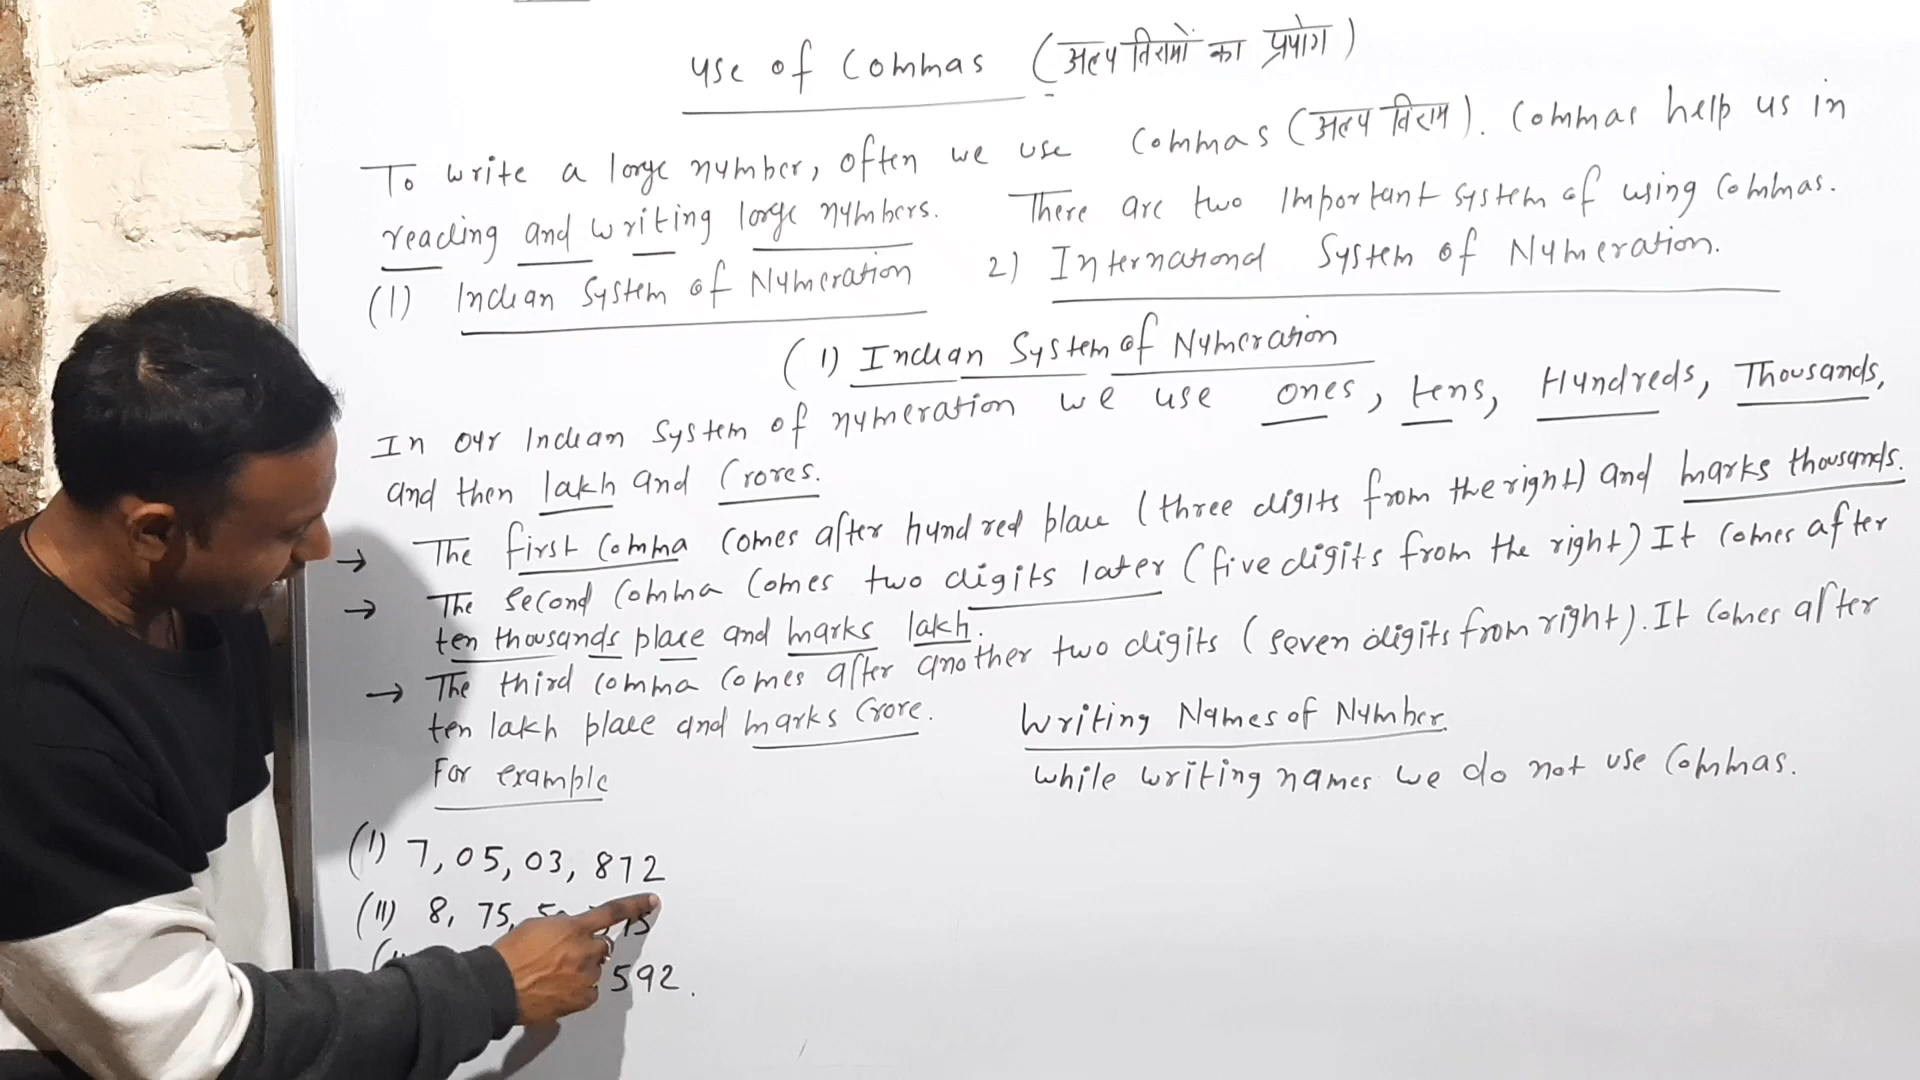 Use of Commas (अल्प विरामों का प्रयोग)
To write a large number, often we use Commas (अल्प विराम). Commas help us in
reading and writing large numbers. There are two Important System of using Commas.
(1) Indian System of Numeration 2) International System of Numeration.
(1) Indian System of Numeration
In our Indian System of numeration we use ones, tens, Hundreds, Thousands,
and then lakh and Crores.
→ The first Comma Comes after hundred place (three digits from the right) and marks thousands.
→ The Second Comma Comes two digits later (five digits from the right) It Comes after
ten thousands place and marks lakh.
→ The third Comma Comes after another two digits (seven digits from right). It Comes after
ten lakh place and marks Crore.
Writing Names of Number
For example
while writing names we do not use Commas.
(I) 7,05,03,872
(II) 8, 75,
592.